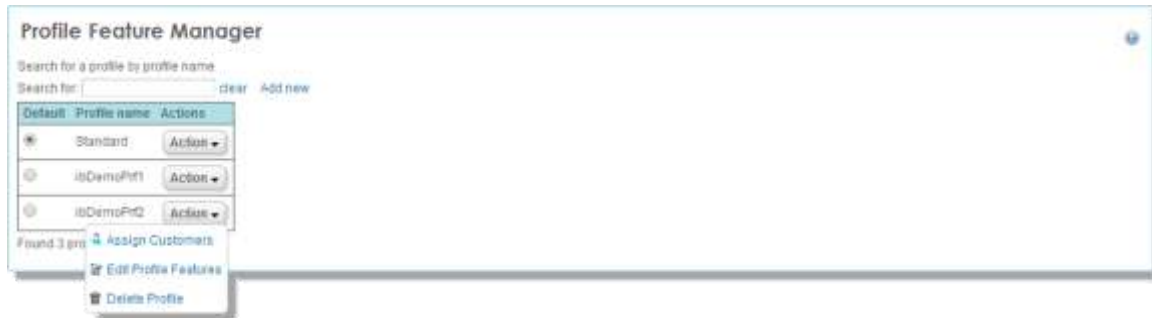 Profile Feature Manager
Search for a profile by profile name
Search for: clear Add new
Default Profile name Actions
Standard Action
ibDemoPrf1 Action
ibDemoPrf2 Action
Found 3
Assign Customers
Edit Profile Features
Delete Profile